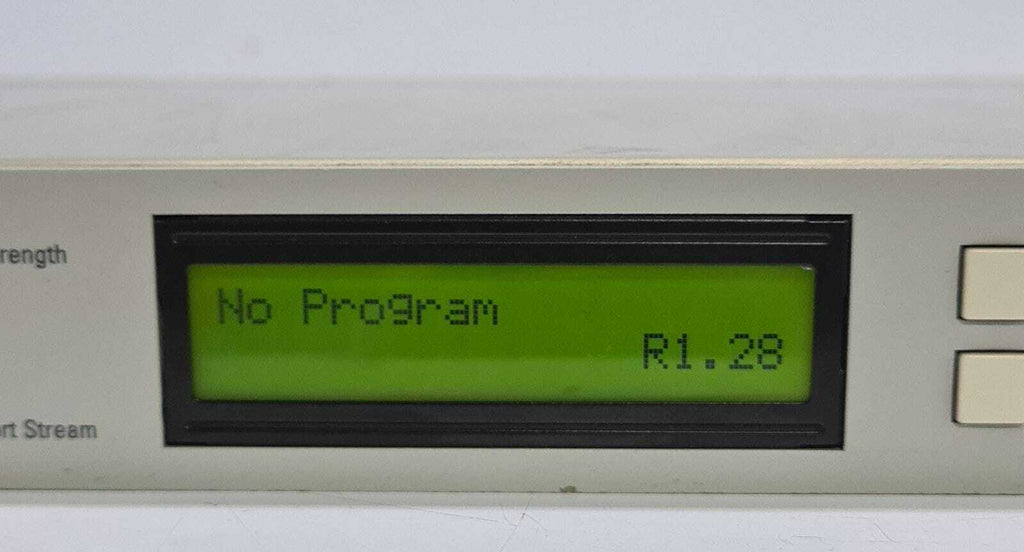 rength
No Program
R1.28
rt Stream